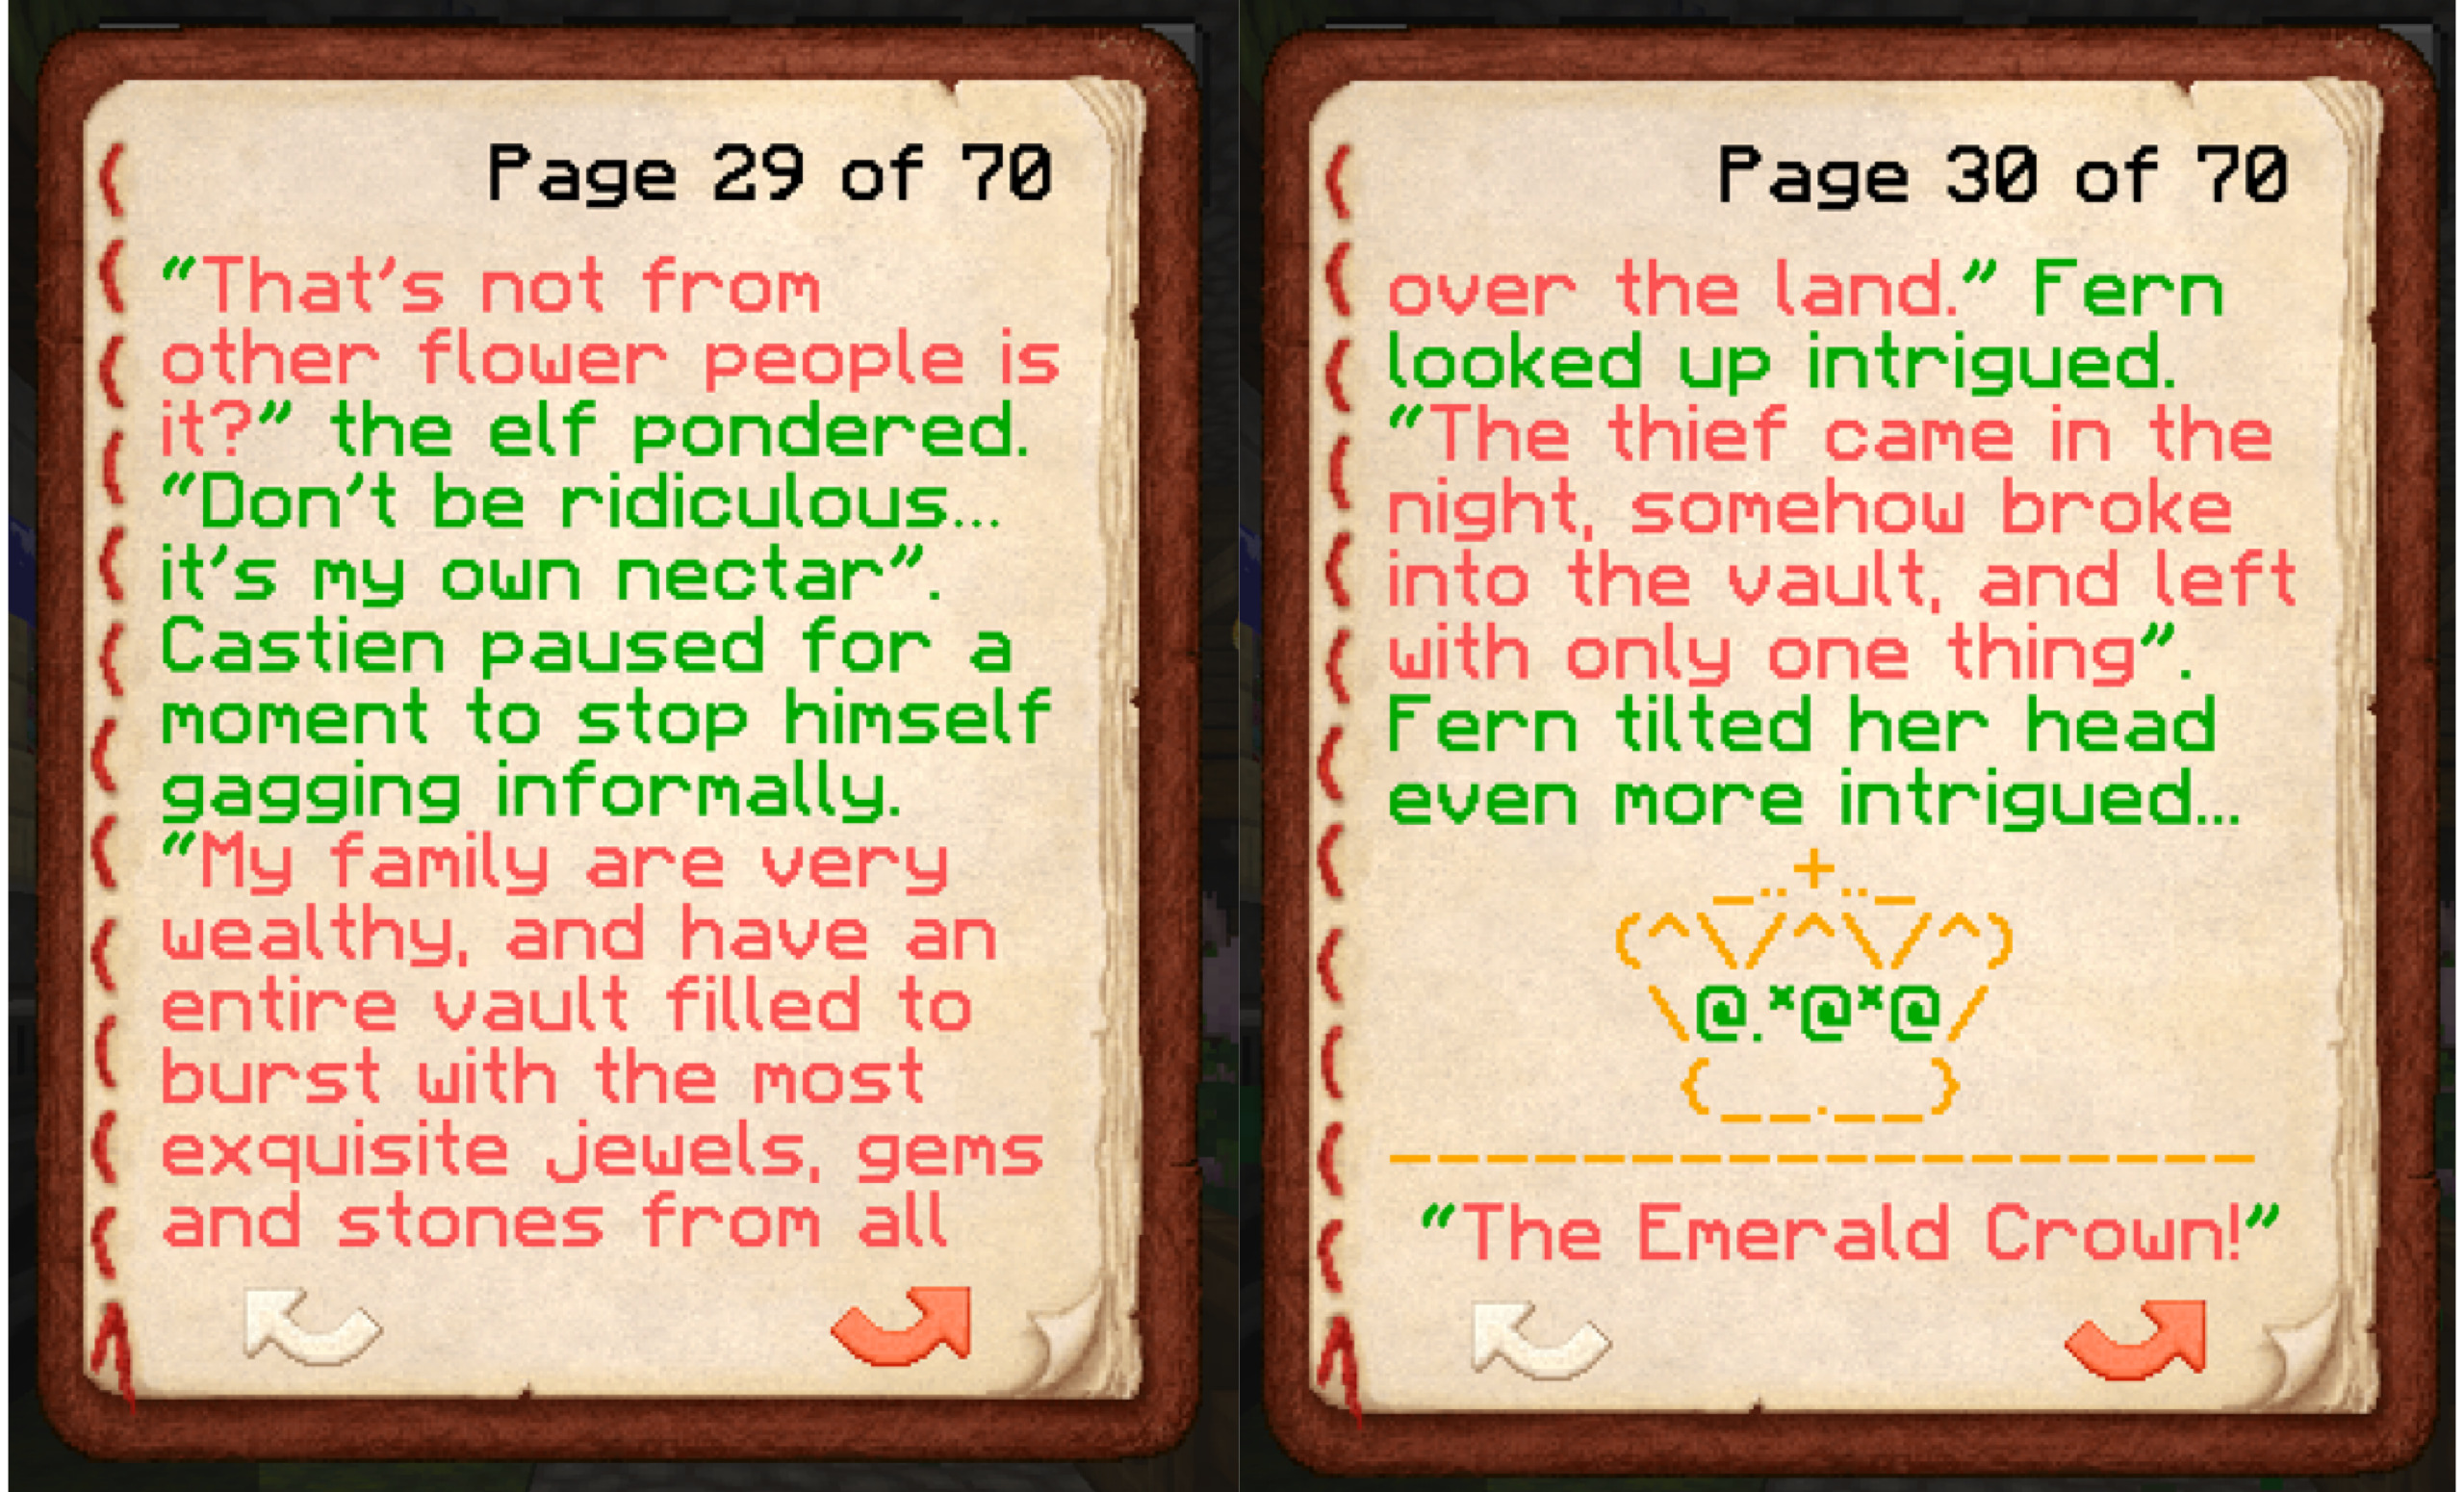 Page 29 of 70
“That's not from
other flower people is
it?” the elf pondered.
“Don't be ridiculous...
it's my own nectar”.
Castien paused for a
moment to stop himself
gagging informally.
“My family are very
wealthy, and have an
entire vault filled to
burst with the most
exquisite jewels, gems
and stones from all
Page 30 of 70
over the land.” Fern
looked up intrigued.
“The thief came in the
night, somehow broke
into the vault, and left
with only one thing”.
Fern tilted her head
even more intrigued...
_..+.._
(^\/^\/^)
\@.*@*@/
{__.__}
__________________
“The Emerald Crown!”